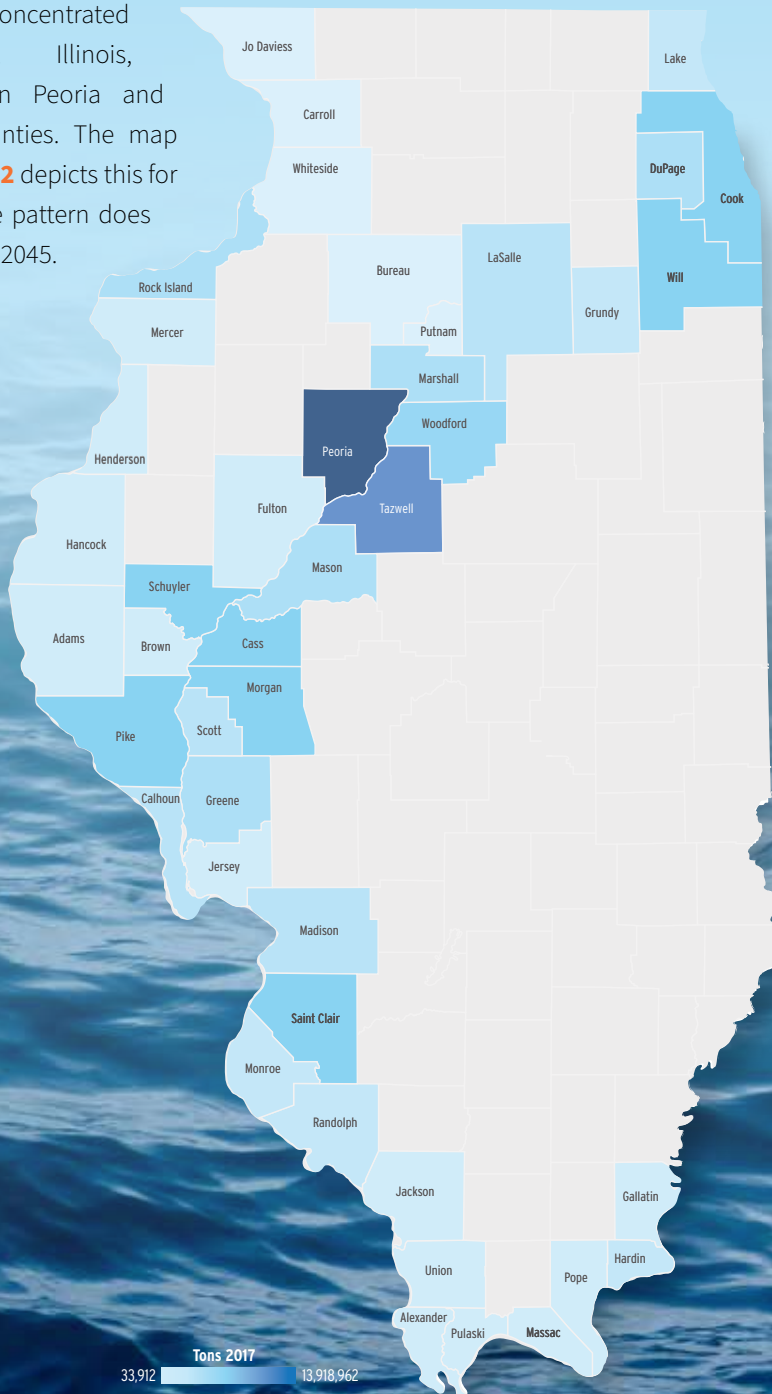 oncentrated
Illinois,
n Peoria and
nties. The map
2 depicts this for
e pattern does
2045.
Jo Daviess
Lake
Carroll
Whiteside
DuPage
Cook
Bureau
LaSalle
Will
Rock Island
Grundy
Mercer
Putnam
Marshall
Woodford
Peoria
Henderson
Fulton
Tazwell
Hancock
Mason
Schuyler
Adams
Brown
Cass
Morgan
Pike
Scott
Calhoun
Greene
Jersey
Madison
Saint Clair
Monroe
Randolph
Jackson
Gallatin
Union
Hardin
Pope
Alexander
Pulaski
Massac
Tons 2017
33,912 13,918,962